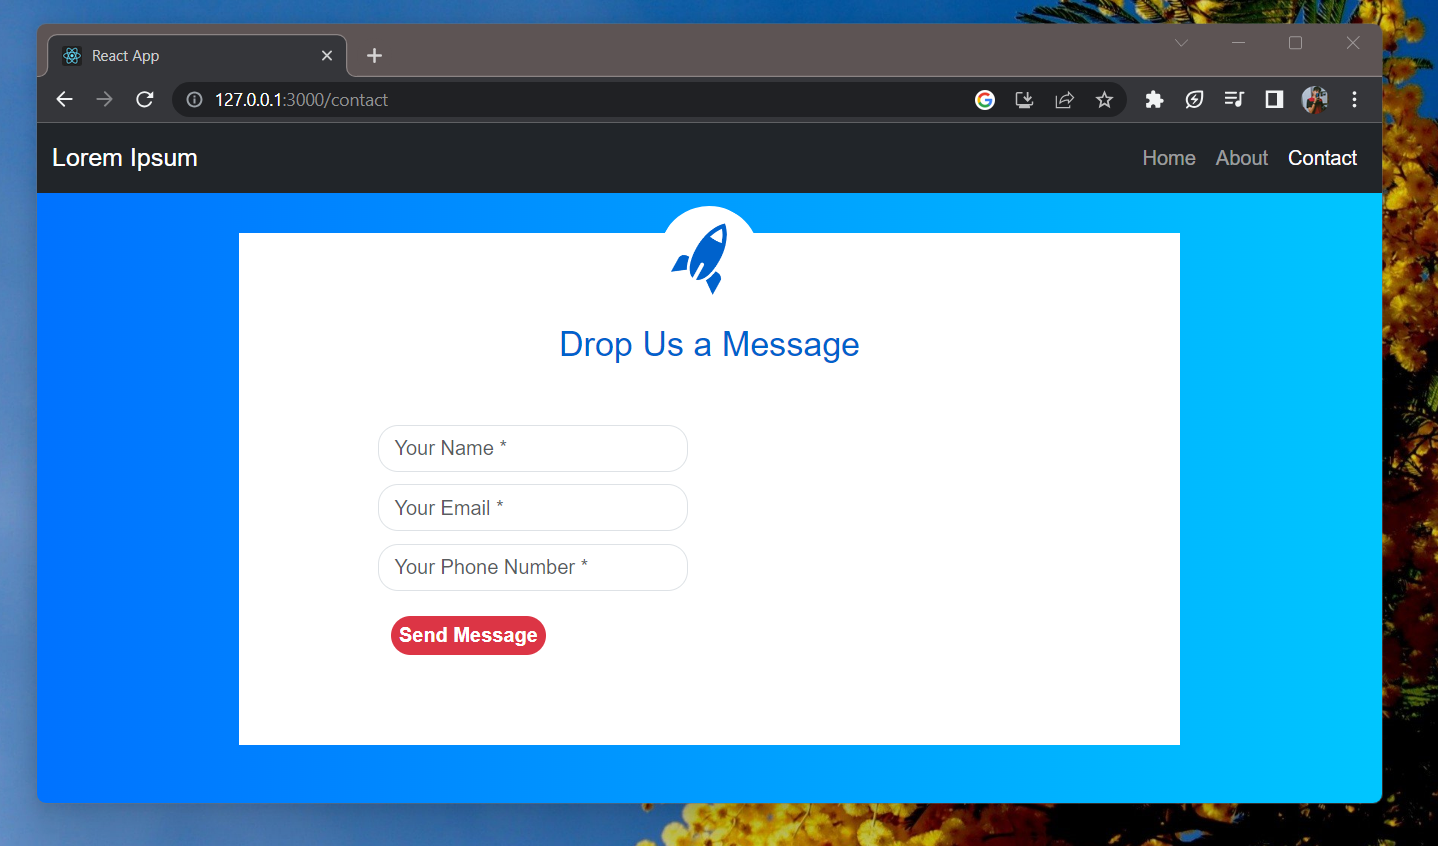 React App
127.0.0.1:3000/contact
Lorem Ipsum
Home About Contact
Drop Us a Message
Your Name *
Your Email *
Your Phone Number *
Send Message